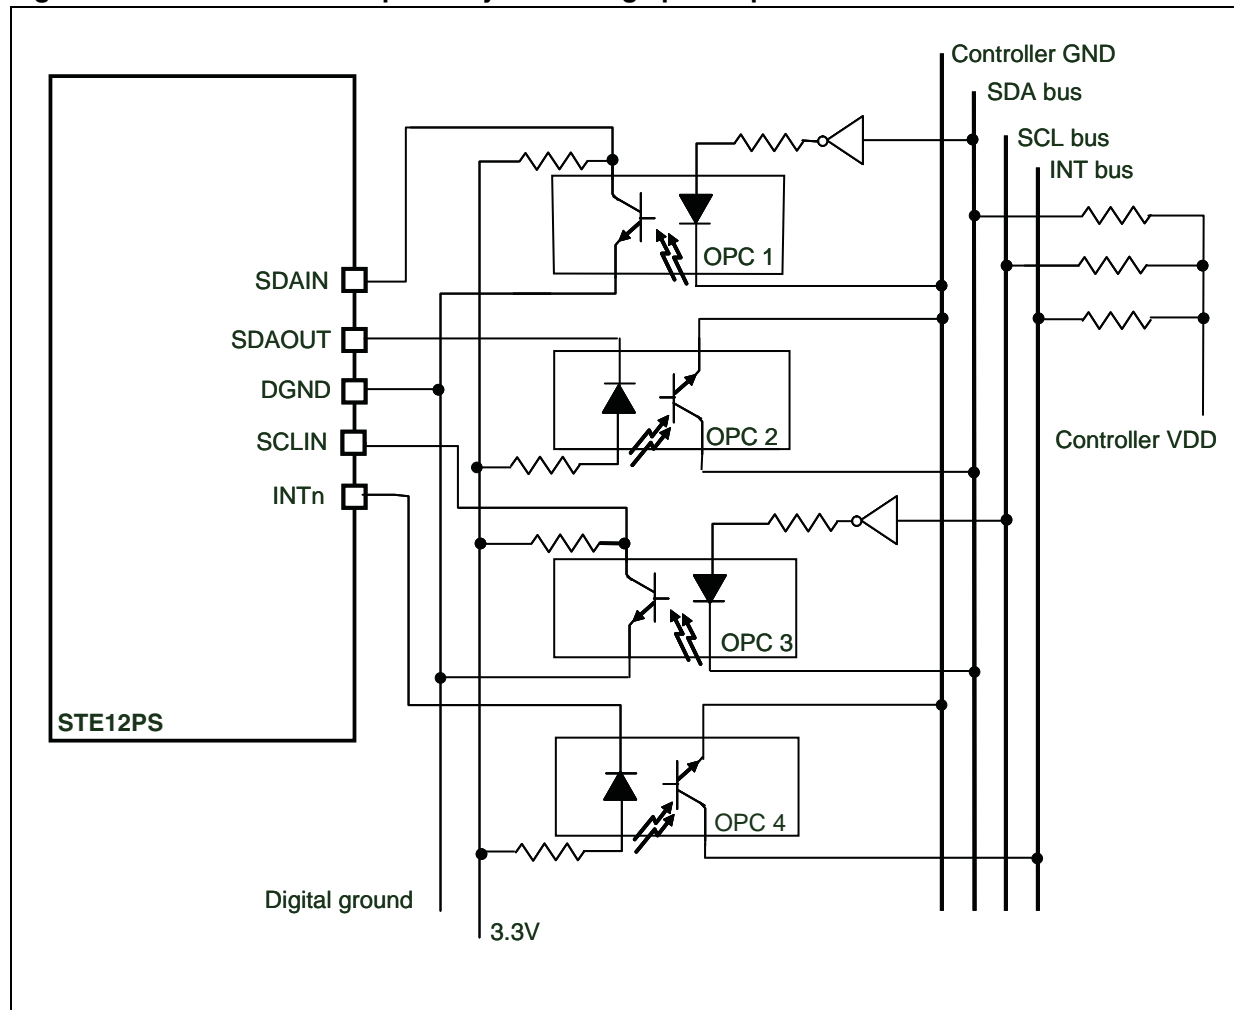 Controller GND
SDA bus
SCL bus
INT bus
OPC 1
SDAIN
SDAOUT
DGND
OPC 2
Controller VDD
SCLIN
INTn
OPC 3
STE12PS
OPC 4
Digital ground
3.3V